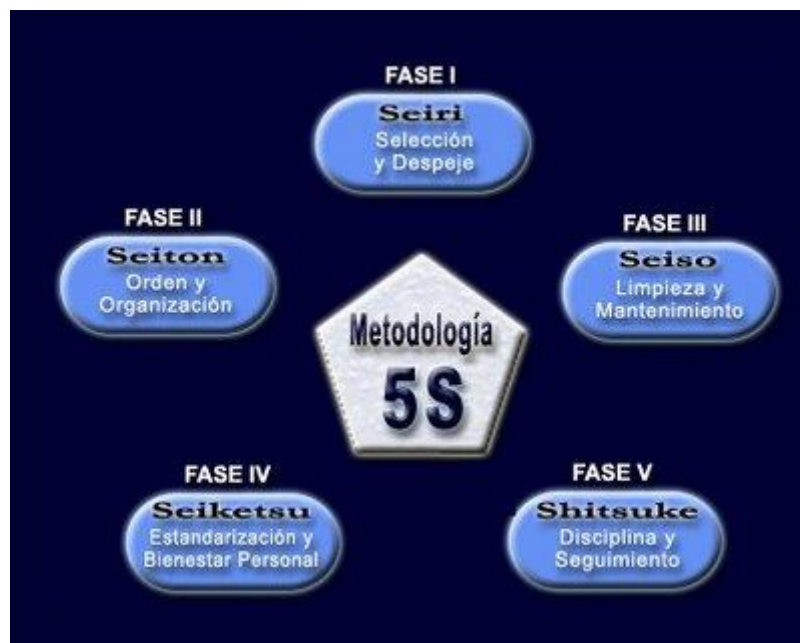 FASE I
Seiri
Selección
y Despeje
FASE II
Seiton
Orden y
Organización
FASE III
Seiso
Limpieza y
Mantenimiento
Metodología
5S
FASE IV
Seiketsu
Estandarización y
Bienestar Personal
FASE V
Shitsuke
Disciplina y
Seguimiento